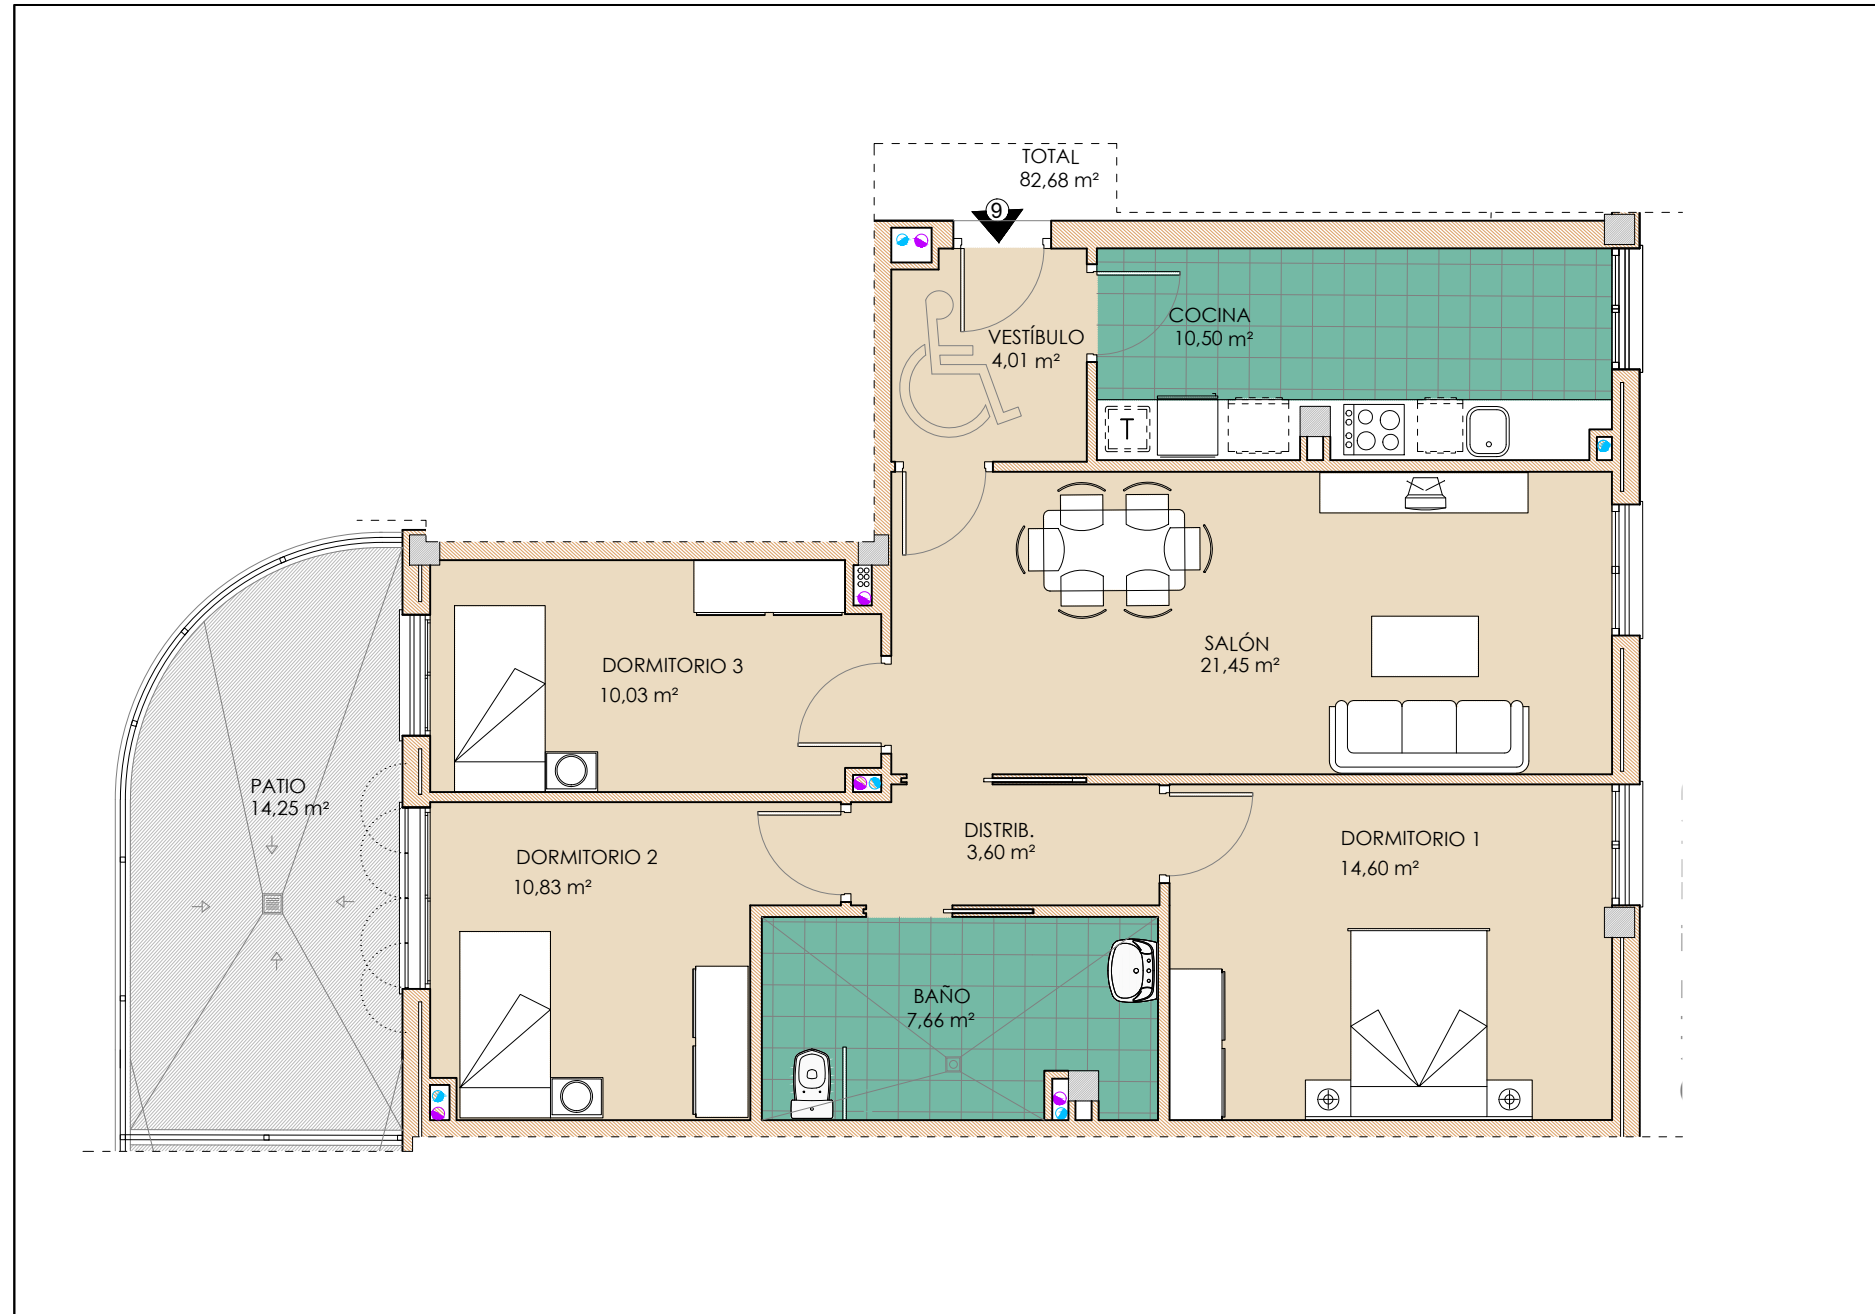 TOTAL
82,68 m²
9
COCINA
10,50 m²
VESTÍBULO
4,01 m²
T
SALÓN
21,45 m²
DORMITORIO 3
10,03 m²
PATIO
14,25 m²
DISTRIB.
3,60 m²
DORMITORIO 1
14,60 m²
DORMITORIO 2
10,83 m²
BAÑO
7,66 m²